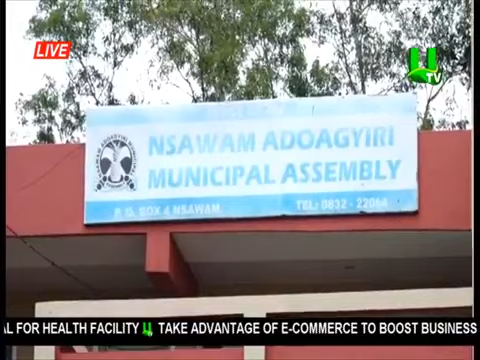 LIVE
UTV
NSAWAM ADOAGYIRI
MUNICIPAL ASSEMBLY
P. O. BOX 4 NSAWAM TEL: 0832 - 22064
AL FOR HEALTH FACILITY TAKE ADVANTAGE OF E-COMMERCE TO BOOST BUSINESS